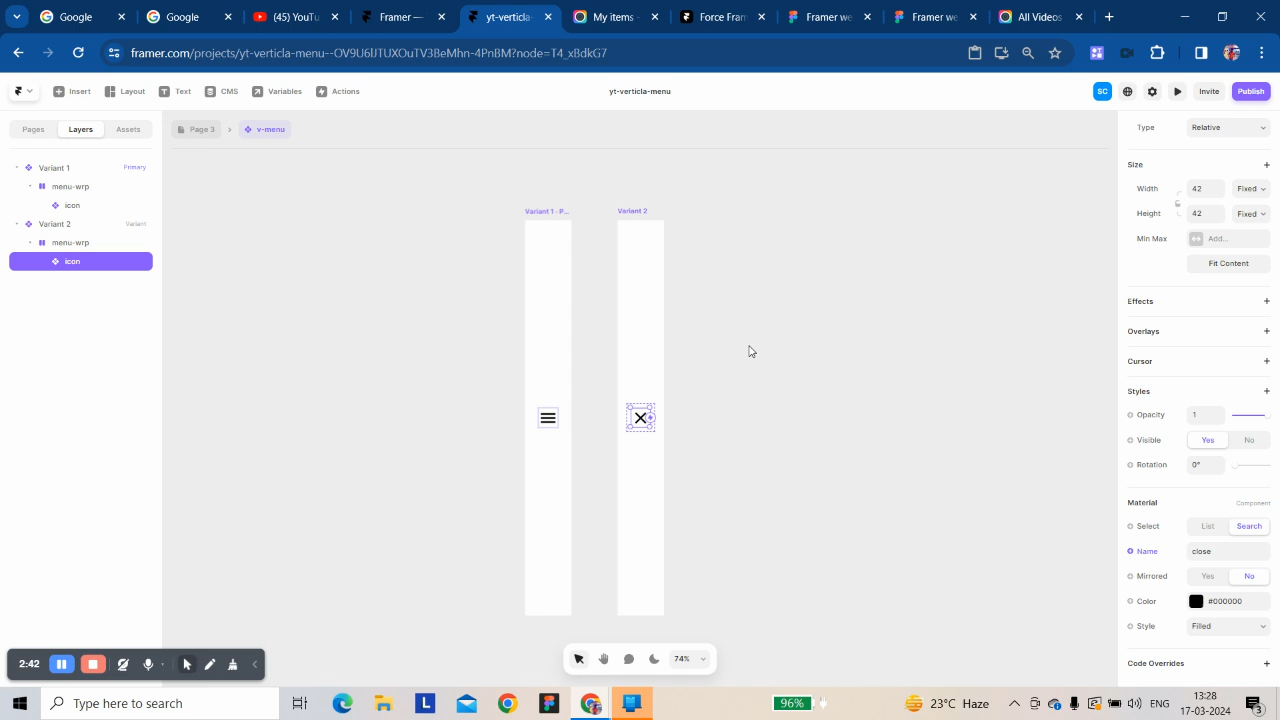 Google
Google
(45) YouTu
Framer —
yt-verticla-
My items -
Force Fram
Framer we
Framer we
All Videos
framer.com/projects/yt-verticla-menu--OV9U6lJTUXOuTV3BeMhn-4PnBM?node=T4_xBdkG7
Insert
Layout
Text
CMS
Variables
Actions
yt-verticla-menu
SC
Invite
Publish
Pages
Layers
Assets
Page 3
v-menu
Variant 1
Primary
menu-wrp
icon
Variant 2
Variant
menu-wrp
icon
Variant 1 · P...
Variant 2
Type
Relative
Size
Width
42
Fixed
Height
42
Fixed
Min Max
Add...
Fit Content
Effects
Overlays
Cursor
Styles
Opacity
1
Visible
Yes
No
Rotation
0°
Material
Component
Select
List
Search
Name
close
Mirrored
Yes
No
Color
#000000
Style
Filled
Code Overrides
74%
2:42
Type here to search
L
96%
23°C Haze
ENG
13:28
17-03-2024
3